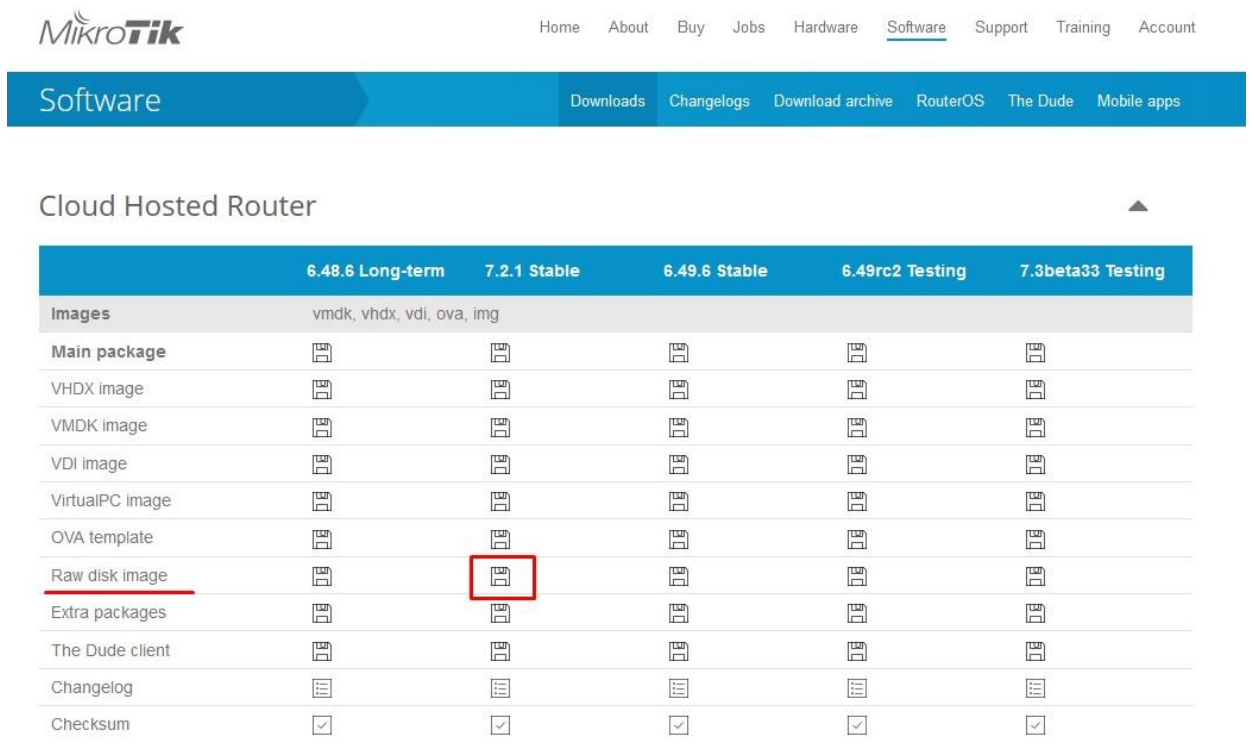 MikroTik
Home About Buy Jobs Hardware Software Support Training Account
Software
Downloads Changelogs Download archive RouterOS The Dude Mobile apps
Cloud Hosted Router
6.48.6 Long-term 7.2.1 Stable 6.49.6 Stable 6.49rc2 Testing 7.3beta33 Testing
Images vmdk, vhdx, vdi, ova, img
Main package
VHDX image
VMDK image
VDI image
VirtualPC image
OVA template
Raw disk image
Extra packages
The Dude client
Changelog
Checksum